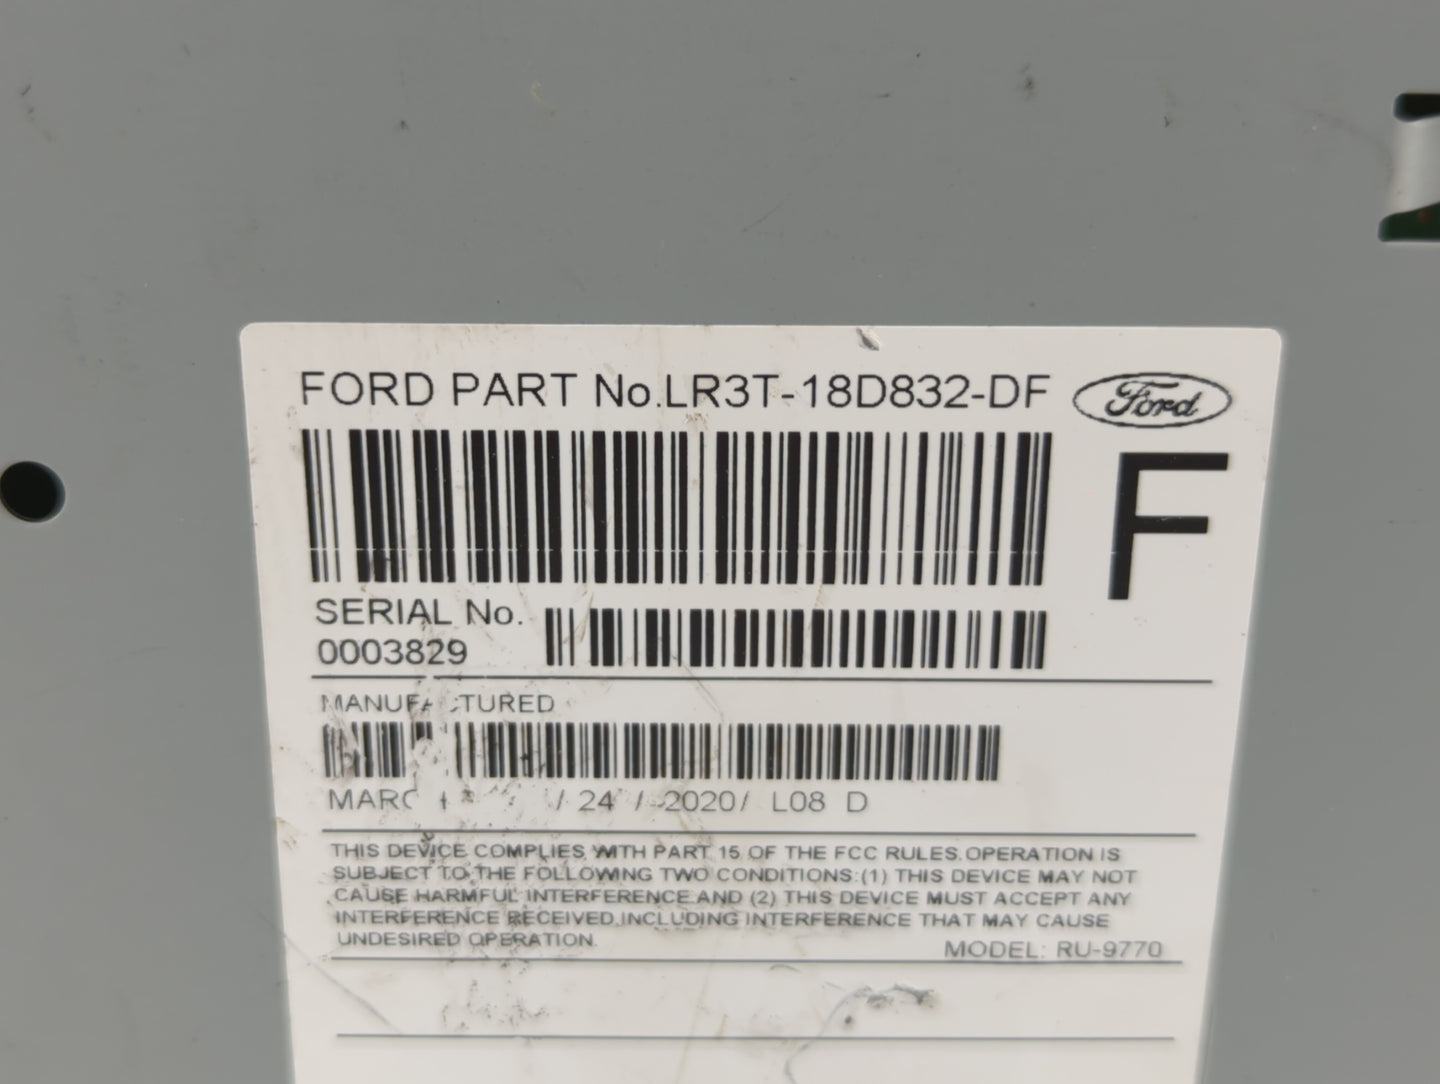 FORD PART No.LR3T-18D832-DF
Ford
F
SERIAL No.
0003829
MANUFACTURED
/ 24 / 2020/ L08 D
THIS DEVICE COMPLIES WITH PART 15 OF THE FCC RULES.OPERATION IS
SUBJECT TO THE FOLLOWING TWO CONDITIONS:(1) THIS DEVICE MAY NOT
CAUSE HARMFUL INTERFERENCE,AND (2) THIS DEVICE MUST ACCEPT ANY
INTERFERENCE RECEIVED,INCLUDING INTERFERENCE THAT MAY CAUSE
UNDESIRED OPERATION.
MODEL: RU-9770